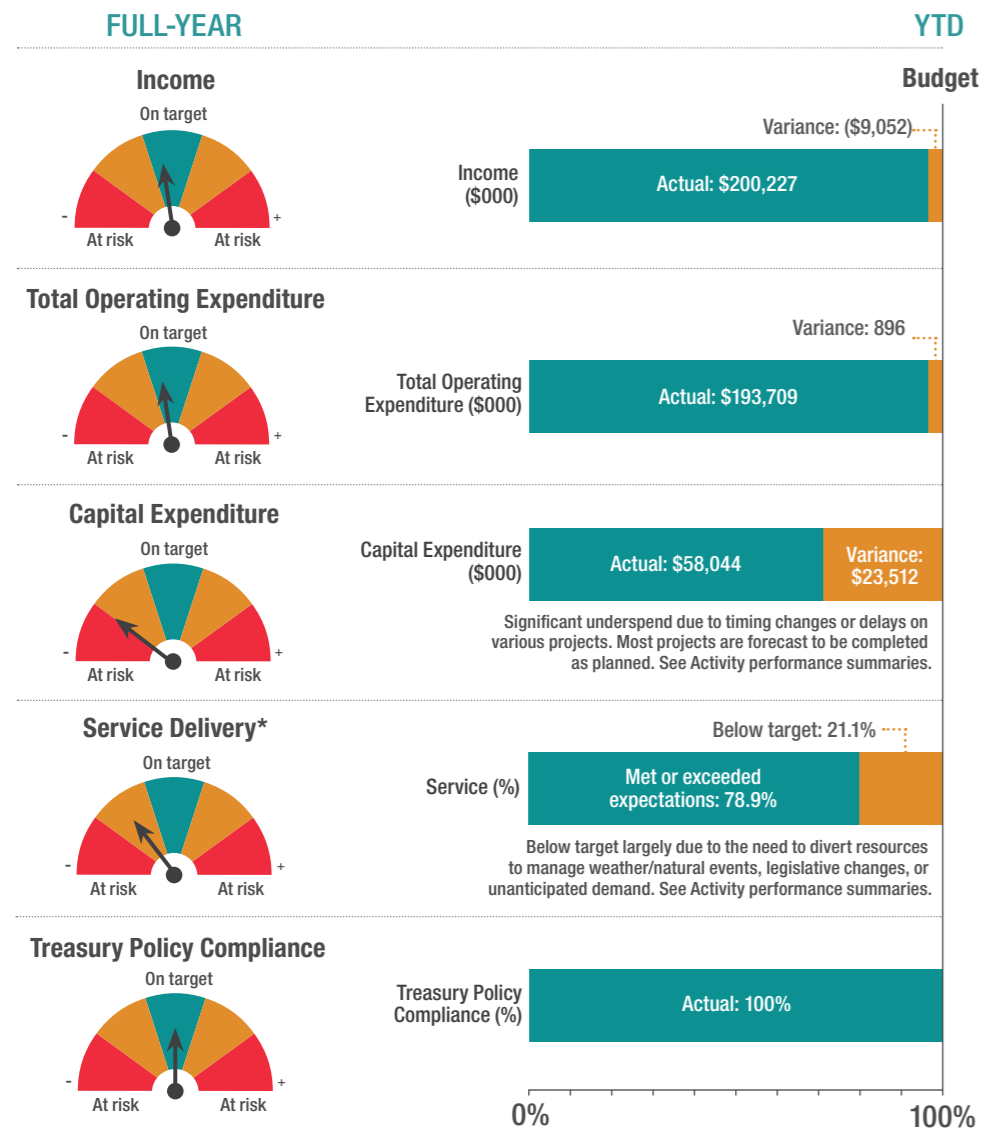 FULL-YEAR
YTD
Income
On target
-
+
At risk
At risk
Budget
Variance: ($9,052)
Income
($000)
Actual: $200,227
Total Operating Expenditure
On target
-
+
At risk
At risk
Variance: 896
Total Operating
Expenditure ($000)
Actual: $193,709
Capital Expenditure
On target
-
+
At risk
At risk
Capital Expenditure
($000)
Actual: $58,044
Variance:
$23,512
Significant underspend due to timing changes or delays on
various projects. Most projects are forecast to be completed
as planned. See Activity performance summaries.
Service Delivery*
On target
-
+
At risk
At risk
Below target: 21.1%
Service (%)
Met or exceeded
expectations: 78.9%
Below target largely due to the need to divert resources
to manage weather/natural events, legislative changes, or
unanticipated demand. See Activity performance summaries.
Treasury Policy Compliance
On target
-
+
At risk
At risk
Treasury Policy
Compliance (%)
Actual: 100%
0%
100%